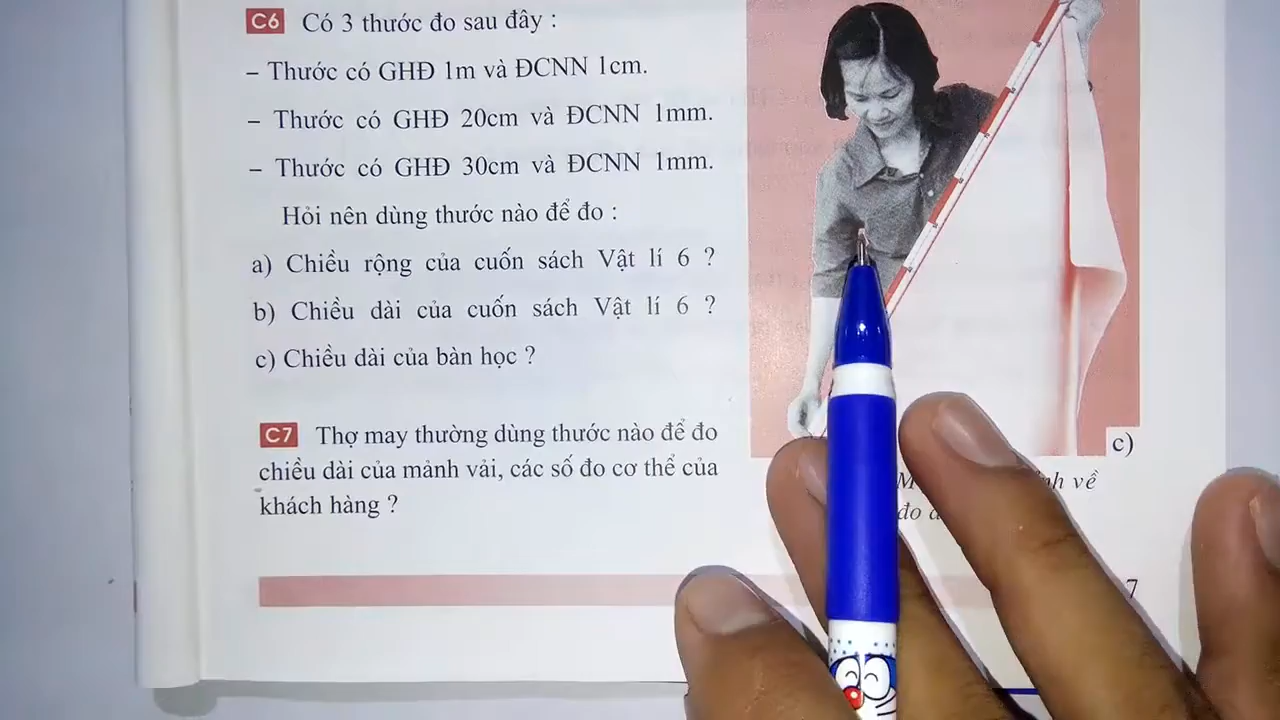 C6 Có 3 thước đo sau đây :
– Thước có GHĐ 1m và ĐCNN 1cm.
– Thước có GHĐ 20cm và ĐCNN 1mm.
– Thước có GHĐ 30cm và ĐCNN 1mm.
Hỏi nên dùng thước nào để đo :
a) Chiều rộng của cuốn sách Vật lí 6 ?
b) Chiều dài của cuốn sách Vật lí 6 ?
c) Chiều dài của bàn học ?
C7 Thợ may thường dùng thước nào để đo
chiều dài của mảnh vải, các số đo cơ thể của
khách hàng ?
c)
về
đo
7